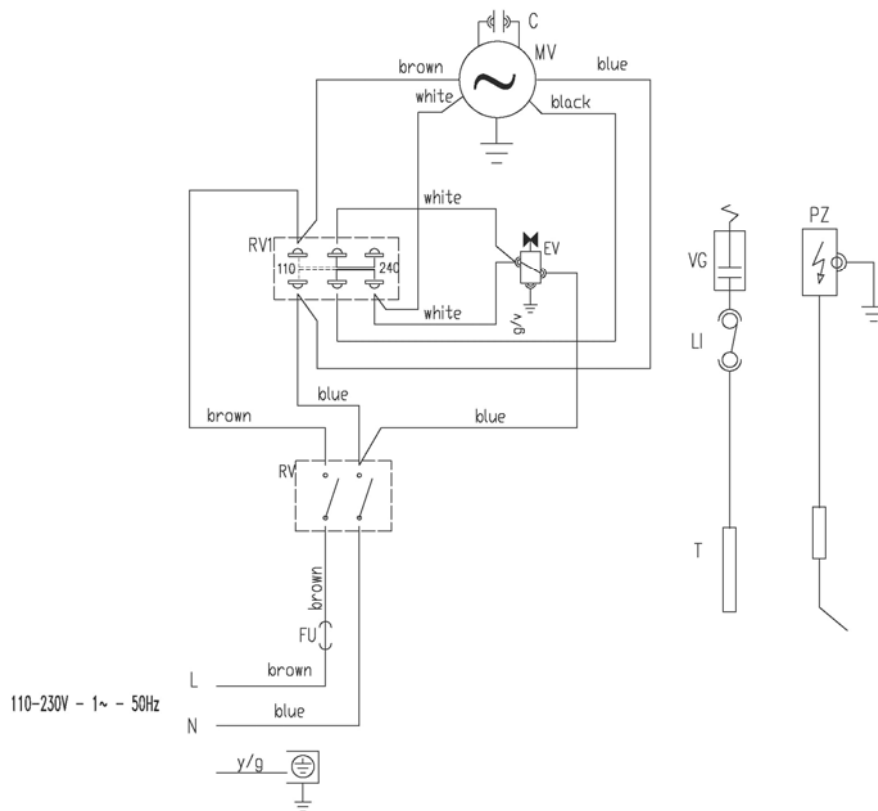 C
MV
brown
blue
white
black
white
RV1
110
240
EV
white
g/v
blue
brown
blue
RV
brown
FU
L
brown
110-230V - 1~ - 50Hz
N
blue
y/g
PZ
VG
LI
T